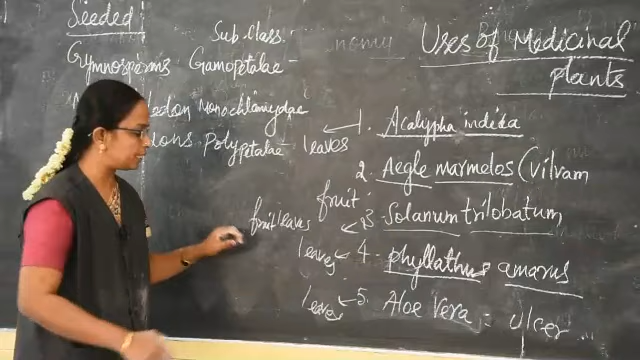 Seeded
Sub.Class.
Gymnosperms Gamopetalae -
Monochlamydae
Polypetalae
nomy
Uses of Medicinal
plants
leaves ← 1. Acalypha indica
2. Aegle marmelos (Vilvam
fruit
fruit/leaves ← 3 Solanum trilobatum
leaves ← 4. phyllathus amarus
leaves ← 5. Aloe Vera - Ulcer